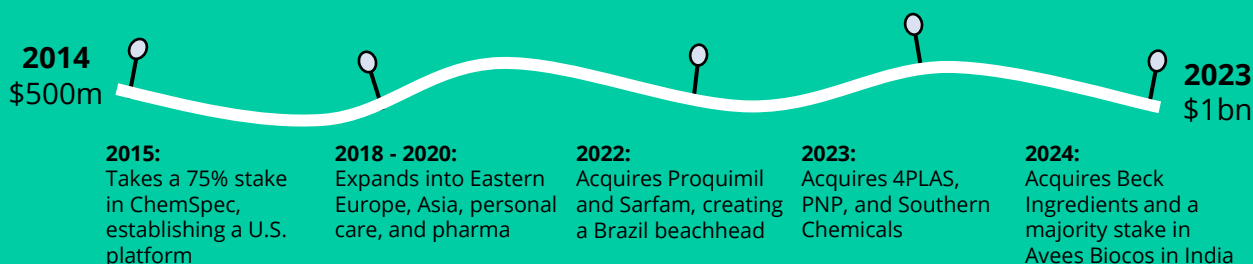 2014
$500m
2023
$1bn
2015:
Takes a 75% stake
in ChemSpec,
establishing a U.S.
platform
2018 - 2020:
Expands into Eastern
Europe, Asia, personal
care, and pharma
2022:
Acquires Proquimil
and Sarfam, creating
a Brazil beachhead
2023:
Acquires 4PLAS,
PNP, and Southern
Chemicals
2024:
Acquires Beck
Ingredients and a
majority stake in
Avees Biocos in India